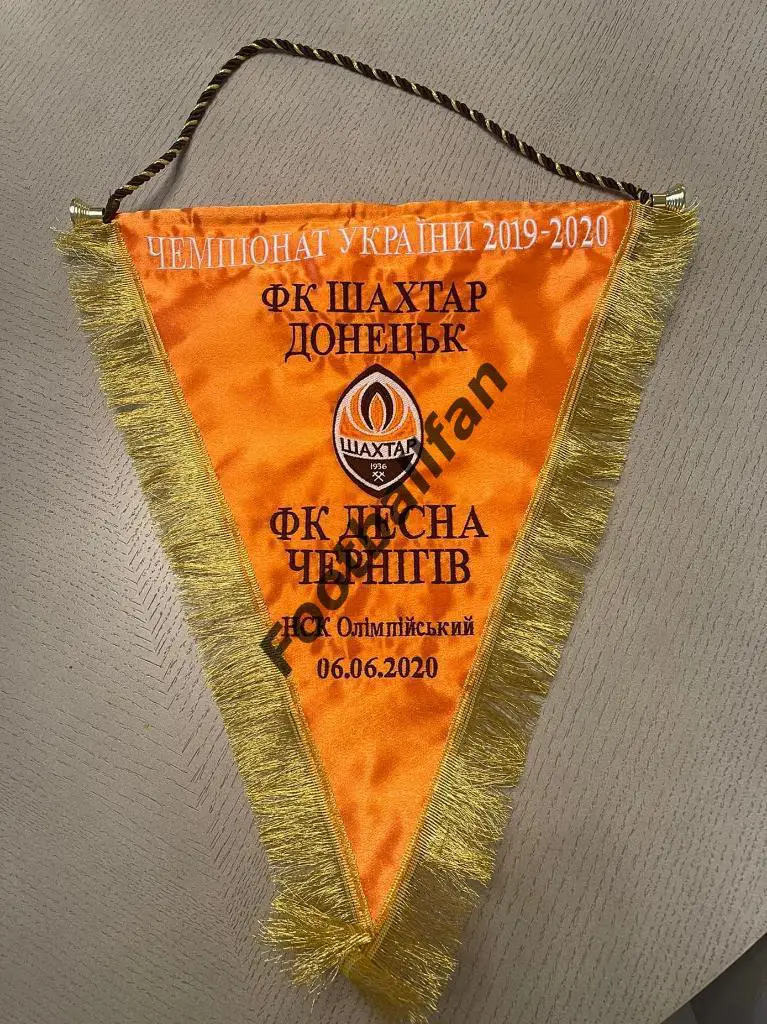 ЧЕМПІОНАТ УКРАЇНИ 2019-2020
ФК ШАХТАР
ДОНЕЦЬК
ШАХТАР
1936
ФК ДЕСНА
ЧЕРНІГІВ
НСК Олімпійський
06.06.2020
Footballfan